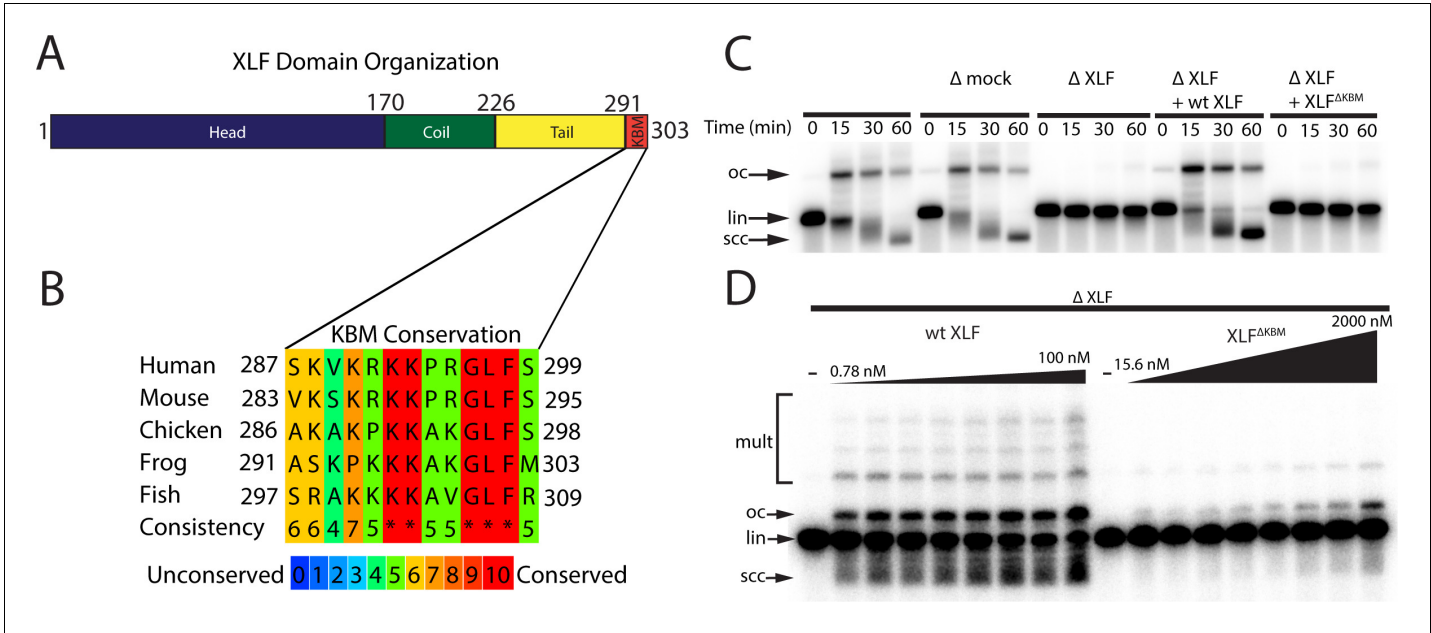 A
XLF Domain Organization
170 226 291
1 Head Coil Tail KBM 303
B
KBM Conservation
Human 287 S K V K R K K P R G L F S 299
Mouse 283 V K S K R K K P R G L F S 295
Chicken 286 A K A K P K K A K G L F S 298
Frog 291 A S K P K K K A K G L F M 303
Fish 297 S R A K K K K A V G L F R 309
Consistency 6 6 4 7 5 * * 5 5 * * * 5
Unconserved 0 1 2 3 4 5 6 7 8 9 10 Conserved
C
Δ mock Δ XLF Δ XLF Δ XLF
+ wt XLF + XLFΔKBM
Time (min) 0 15 30 60 0 15 30 60 0 15 30 60 0 15 30 60 0 15 30 60
oc
lin
scc
D
Δ XLF
wt XLF XLFΔKBM
– 0.78 nM 100 nM – 15.6 nM 2000 nM
mult
oc
lin
scc